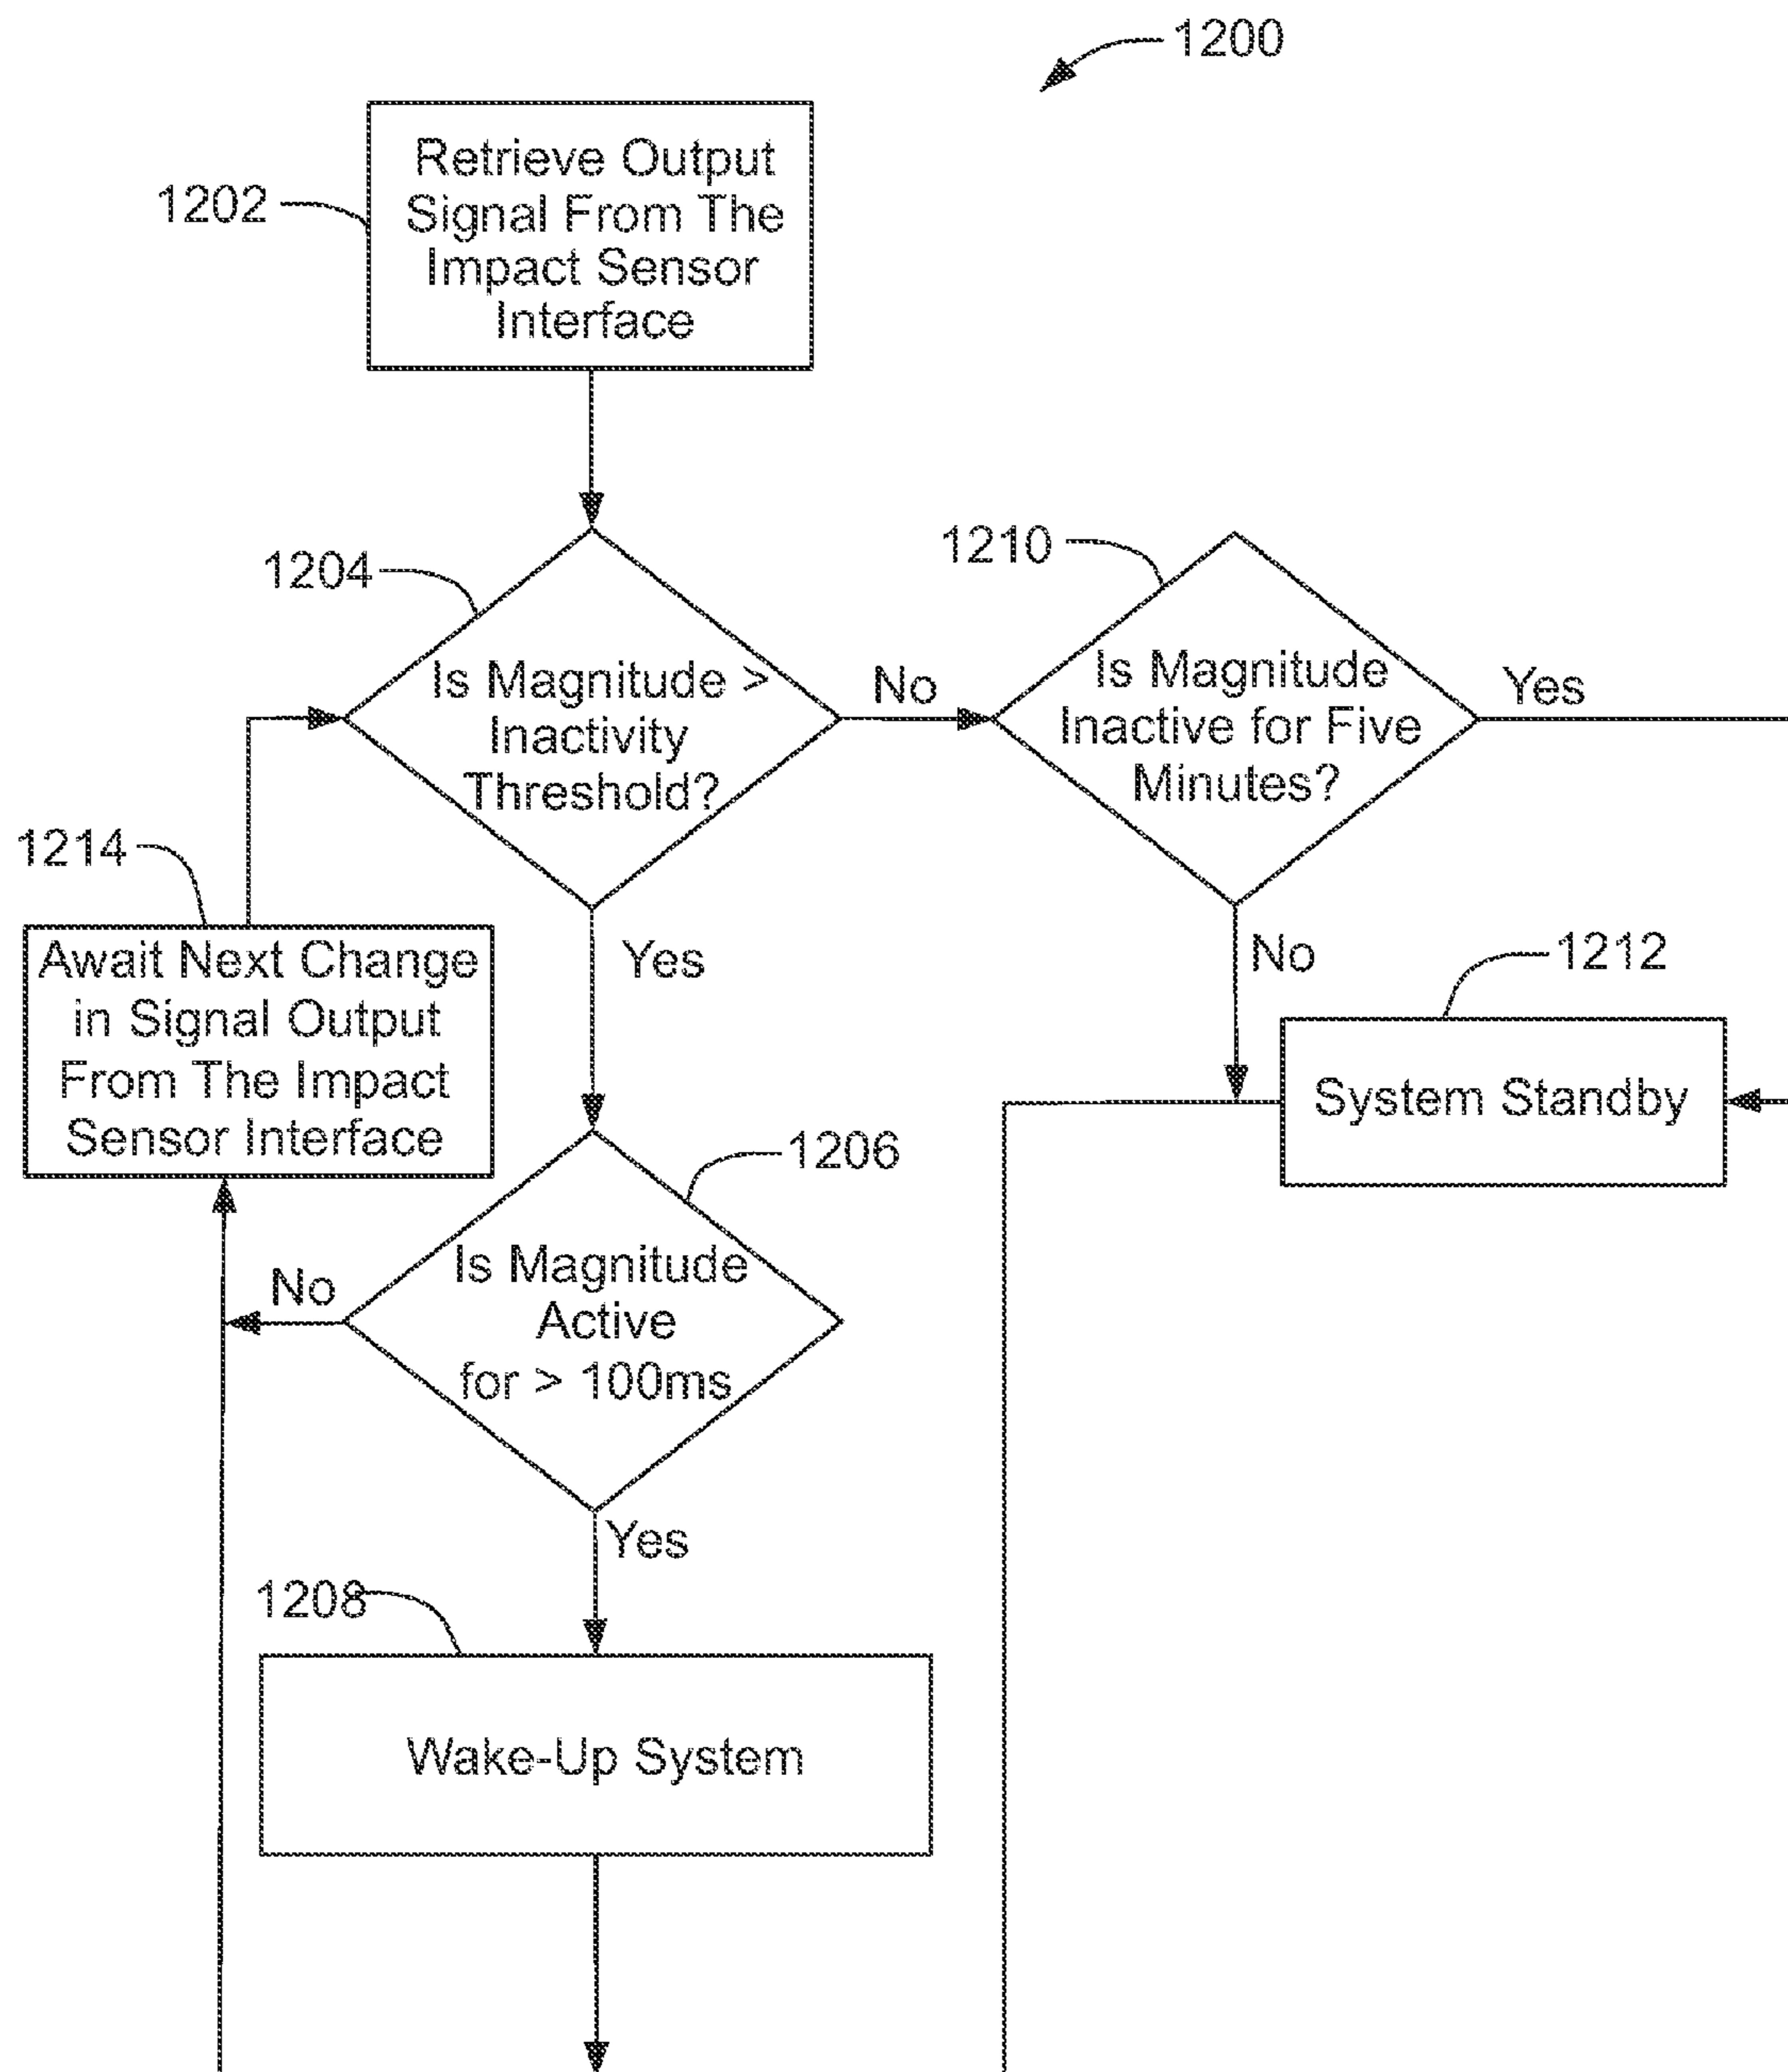 1200
1202
Retrieve Output
Signal From The
Impact Sensor
Interface
1204
Is Magnitude >
Inactivity
Threshold?
No
1210
Is Magnitude
Inactive for Five
Minutes?
Yes
1214
Await Next Change
in Signal Output
From The Impact
Sensor Interface
Yes
No
1212
System Standby
1206
Is Magnitude
Active
for > 100ms
No
Yes
1208
Wake-Up System